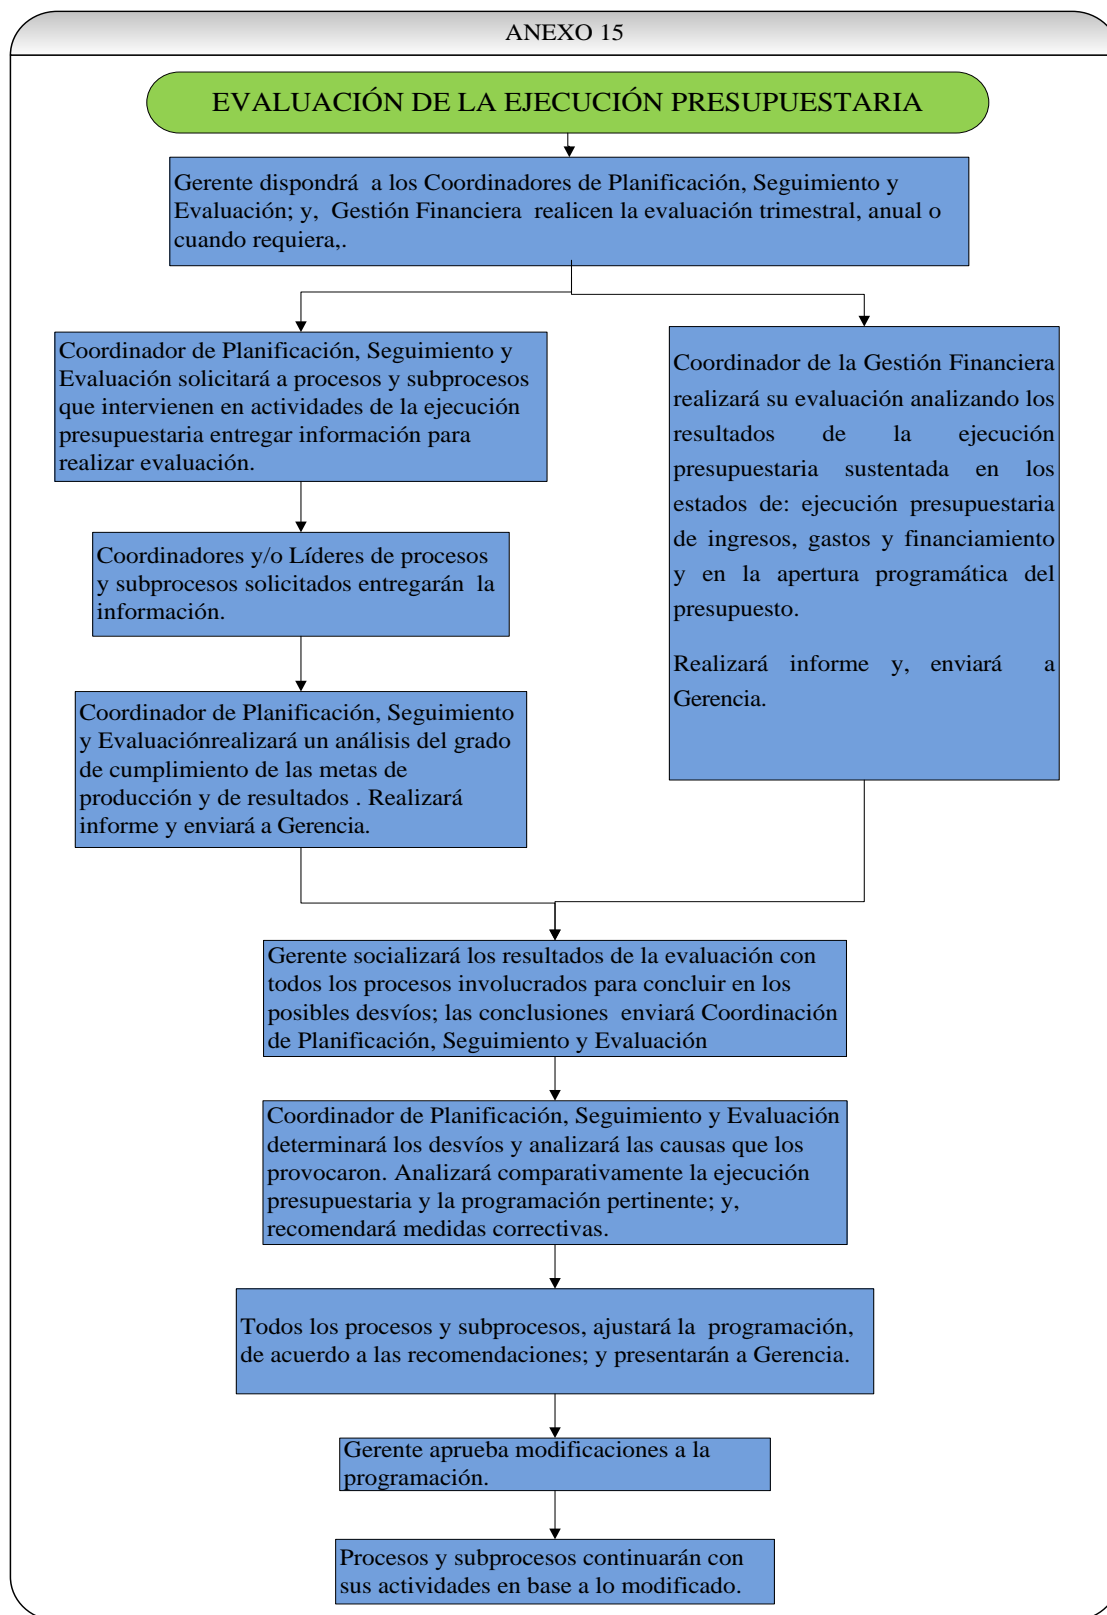 ANEXO 15
EVALUACIÓN DE LA EJECUCIÓN PRESUPUESTARIA
Gerente dispondrá a los Coordinadores de Planificación, Seguimiento y
Evaluación; y, Gestión Financiera realicen la evaluación trimestral, anual o
cuando requiera,.
Coordinador de Planificación, Seguimiento y
Evaluación solicitará a procesos y subprocesos
que intervienen en actividades de la ejecución
presupuestaria entregar información para
realizar evaluación.
Coordinadores y/o Líderes de procesos
y subprocesos solicitados entregarán la
información.
Coordinador de Planificación, Seguimiento
y Evaluaciónrealizará un análisis del grado
de cumplimiento de las metas de
producción y de resultados . Realizará
informe y enviará a Gerencia.
Coordinador de la Gestión Financiera
realizará su evaluación analizando los
resultados de la ejecución
presupuestaria sustentada en los
estados de: ejecución presupuestaria
de ingresos, gastos y financiamiento
y en la apertura programática del
presupuesto.
Realizará informe y, enviará a
Gerencia.
Gerente socializará los resultados de la evaluación con
todos los procesos involucrados para concluir en los
posibles desvíos; las conclusiones enviará Coordinación
de Planificación, Seguimiento y Evaluación
Coordinador de Planificación, Seguimiento y Evaluación
determinará los desvíos y analizará las causas que los
provocaron. Analizará comparativamente la ejecución
presupuestaria y la programación pertinente; y,
recomendará medidas correctivas.
Todos los procesos y subprocesos, ajustará la programación,
de acuerdo a las recomendaciones; y presentarán a Gerencia.
Gerente aprueba modificaciones a la
programación.
Procesos y subprocesos continuarán con
sus actividades en base a lo modificado.